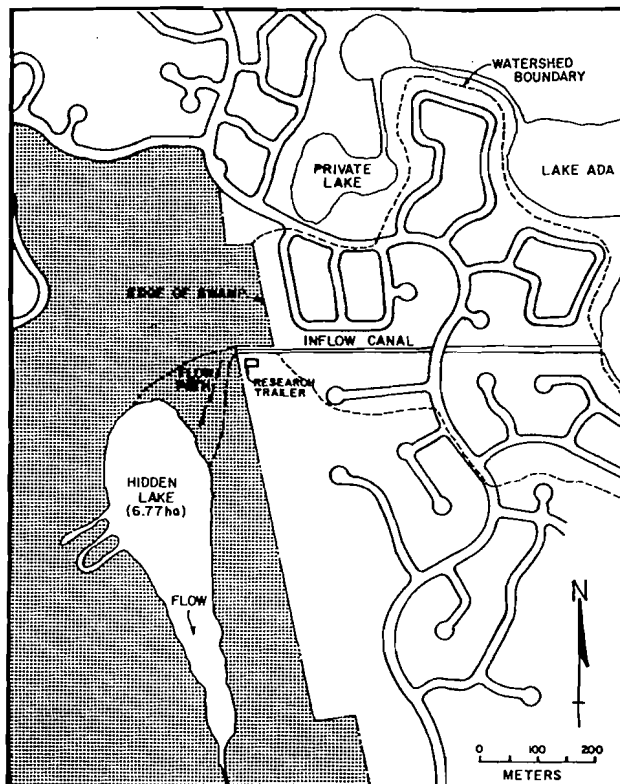 WATERSHED
BOUNDARY
PRIVATE
LAKE
LAKE ADA
EDGE OF SWAMP
INFLOW CANAL
FLOW
PATH
RESEARCH
TRAILER
HIDDEN
LAKE
(6.77ha)
FLOW
N
0 100 200
METERS